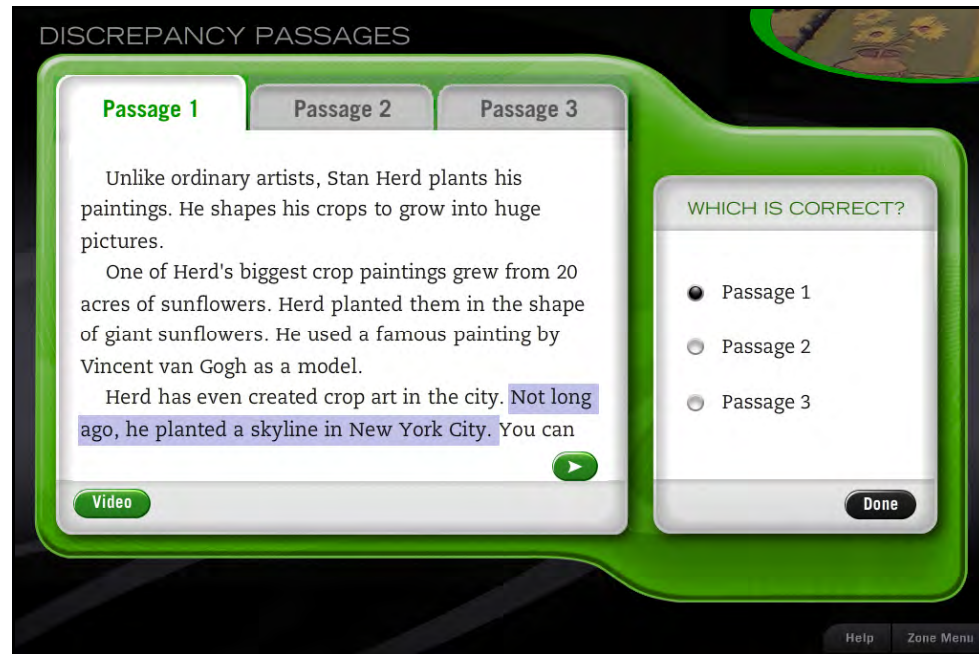 DISCREPANCY PASSAGES
Passage 1
Passage 2
Passage 3
Unlike ordinary artists, Stan Herd plants his
paintings. He shapes his crops to grow into huge
pictures.
One of Herd's biggest crop paintings grew from 20
acres of sunflowers. Herd planted them in the shape
of giant sunflowers. He used a famous painting by
Vincent van Gogh as a model.
Herd has even created crop art in the city. Not long
ago, he planted a skyline in New York City. You can
Video
WHICH IS CORRECT?
Passage 1
Passage 2
Passage 3
Done
Help
Zone Menu